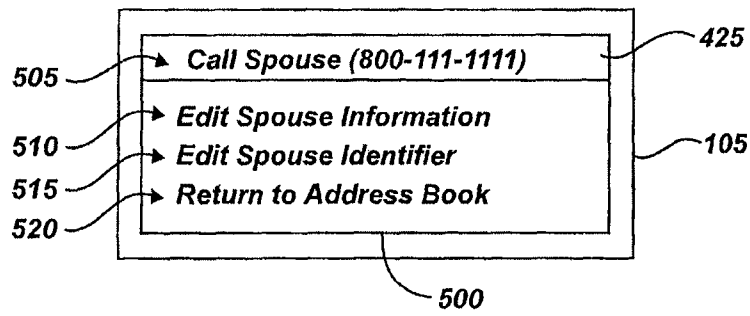 Call Spouse (800-111-1111)
425
505
Edit Spouse Information
510
Edit Spouse Identifier
105
515
Return to Address Book
520
500